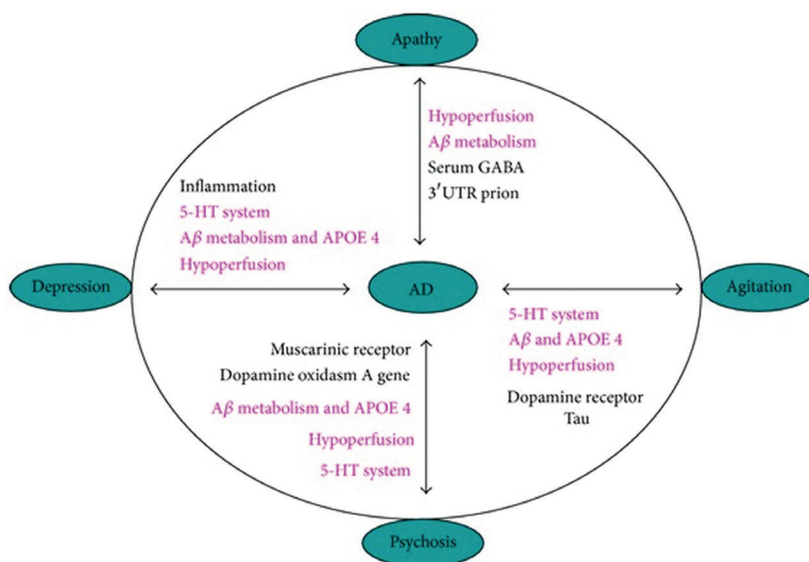 Apathy
Hypoperfusion
Aβ metabolism
Serum GABA
3′UTR prion
Inflammation
5-HT system
Aβ metabolism and APOE 4
Hypoperfusion
Depression
AD
Agitation
5-HT system
Aβ and APOE 4
Hypoperfusion
Dopamine receptor
Tau
Muscarinic receptor
Dopamine oxidasm A gene
Aβ metabolism and APOE 4
Hypoperfusion
5-HT system
Psychosis